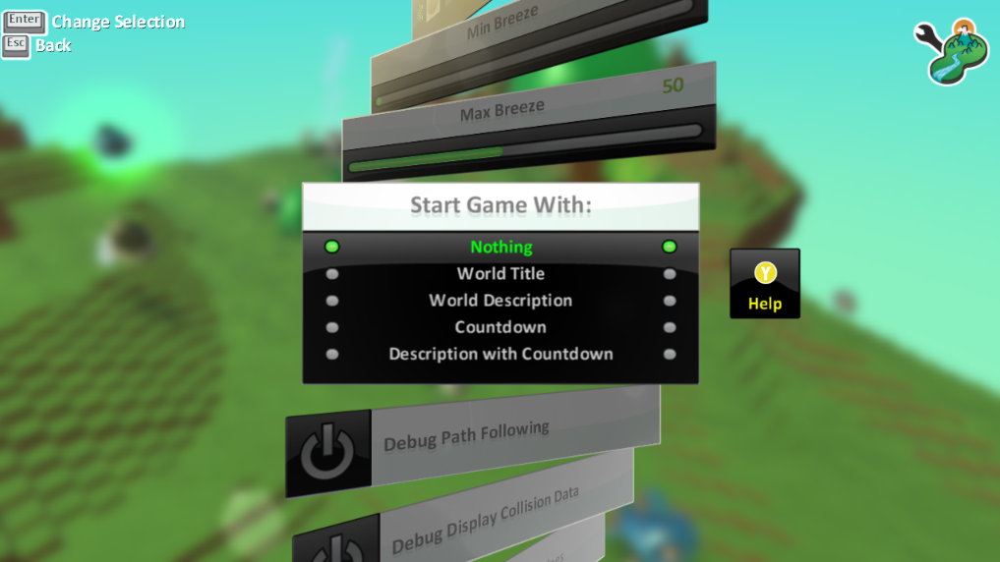 Enter Change Selection
Esc Back
Min Breeze
Max Breeze
50
Start Game With:
Nothing
World Title
World Description
Countdown
Description with Countdown
Y
Help
Debug Path Following
Debug Display Collision Data